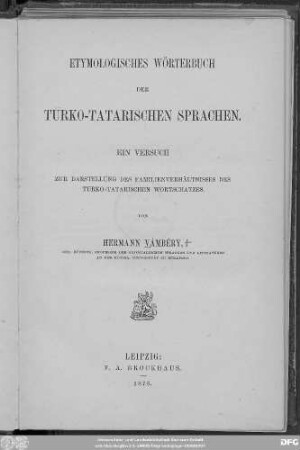 ETYMOLOGISCHES WÖRTERBUCH
DER
TURKO-TATARISCHEN SPRACHEN.
EIN VERSUCH
ZUR DARSTELLUNG DES FAMILIENVERHÄLTNISSES DES
TURKO-TATARISCHEN WORTSCHATZES.
VON
HERMANN VÁMBÉRY,
LEIPZIG:
F. A. BROCKHAUS.
1878.
DFG